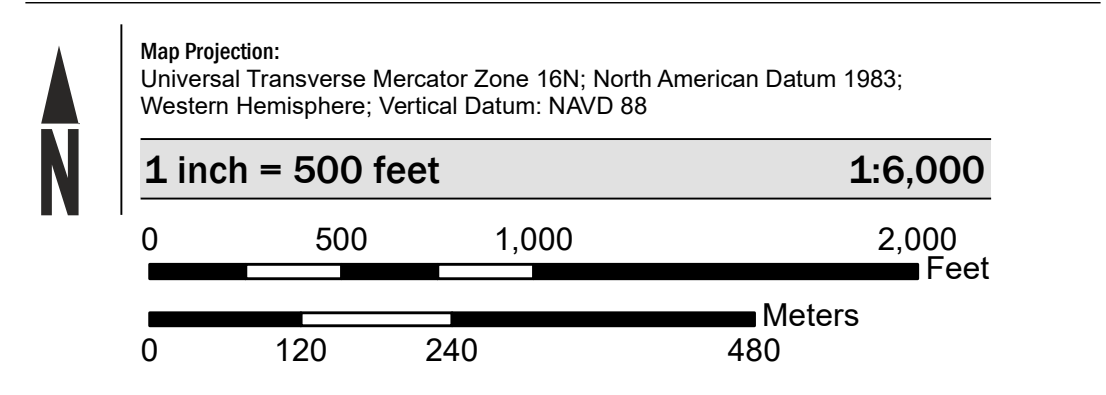 Map Projection:
Universal Transverse Mercator Zone 16N; North American Datum 1983;
Western Hemisphere; Vertical Datum: NAVD 88
N
1 inch = 500 feet 1:6,000
0 500 1,000 2,000
Feet
Meters
0 120 240 480